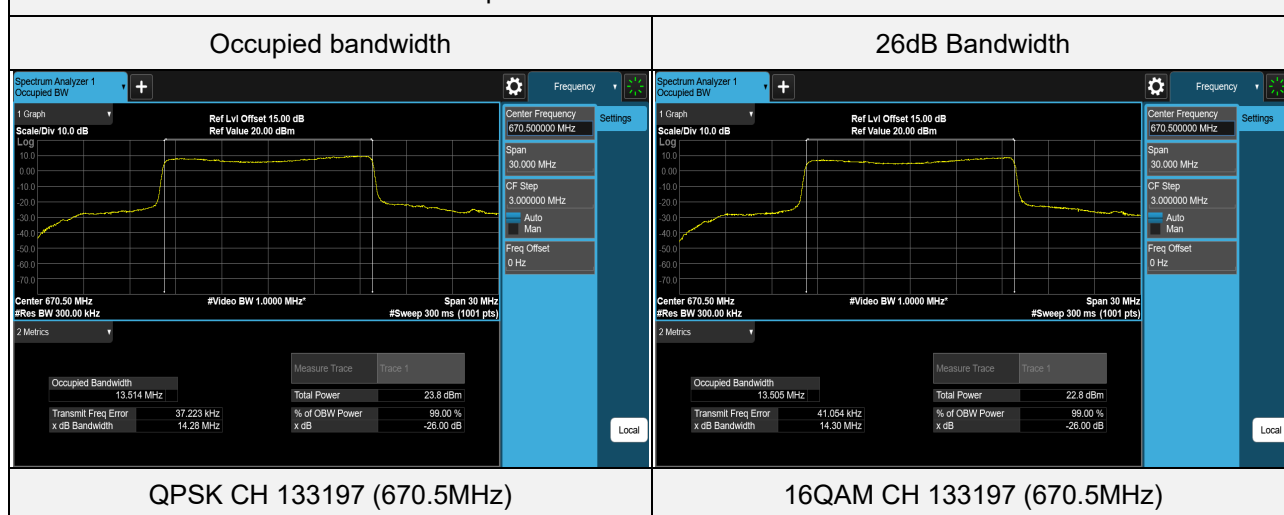 Occupied bandwidth
26dB Bandwidth
Spectrum Analyzer 1
Occupied BW
+
Frequency
Settings
1 Graph
Scale/Div 10.0 dB
Ref Lvl Offset 15.00 dB
Ref Value 20.00 dBm
Log
10.0
0.00
-10.0
-20.0
-30.0
-40.0
-50.0
-60.0
-70.0
Center 670.50 MHz
#Res BW 300.00 kHz
#Video BW 1.0000 MHz*
Span 30 MHz
#Sweep 300 ms (1001 pts)
Center Frequency
670.500000 MHz
Span
30.000 MHz
CF Step
3.000000 MHz
Auto
Man
Freq Offset
0 Hz
2 Metrics
Measure Trace Trace 1
Occupied Bandwidth
13.514 MHz
Total Power 23.8 dBm
Transmit Freq Error 37.223 kHz
% of OBW Power 99.00 %
x dB Bandwidth 14.28 MHz
x dB -26.00 dB
Local
Spectrum Analyzer 1
Occupied BW
+
Frequency
Settings
1 Graph
Scale/Div 10.0 dB
Ref Lvl Offset 15.00 dB
Ref Value 20.00 dBm
Log
10.0
0.00
-10.0
-20.0
-30.0
-40.0
-50.0
-60.0
-70.0
Center 670.50 MHz
#Res BW 300.00 kHz
#Video BW 1.0000 MHz*
Span 30 MHz
#Sweep 300 ms (1001 pts)
Center Frequency
670.500000 MHz
Span
30.000 MHz
CF Step
3.000000 MHz
Auto
Man
Freq Offset
0 Hz
2 Metrics
Measure Trace Trace 1
Occupied Bandwidth
13.505 MHz
Total Power 22.8 dBm
Transmit Freq Error 41.054 kHz
% of OBW Power 99.00 %
x dB Bandwidth 14.30 MHz
x dB -26.00 dB
Local
QPSK CH 133197 (670.5MHz)
16QAM CH 133197 (670.5MHz)